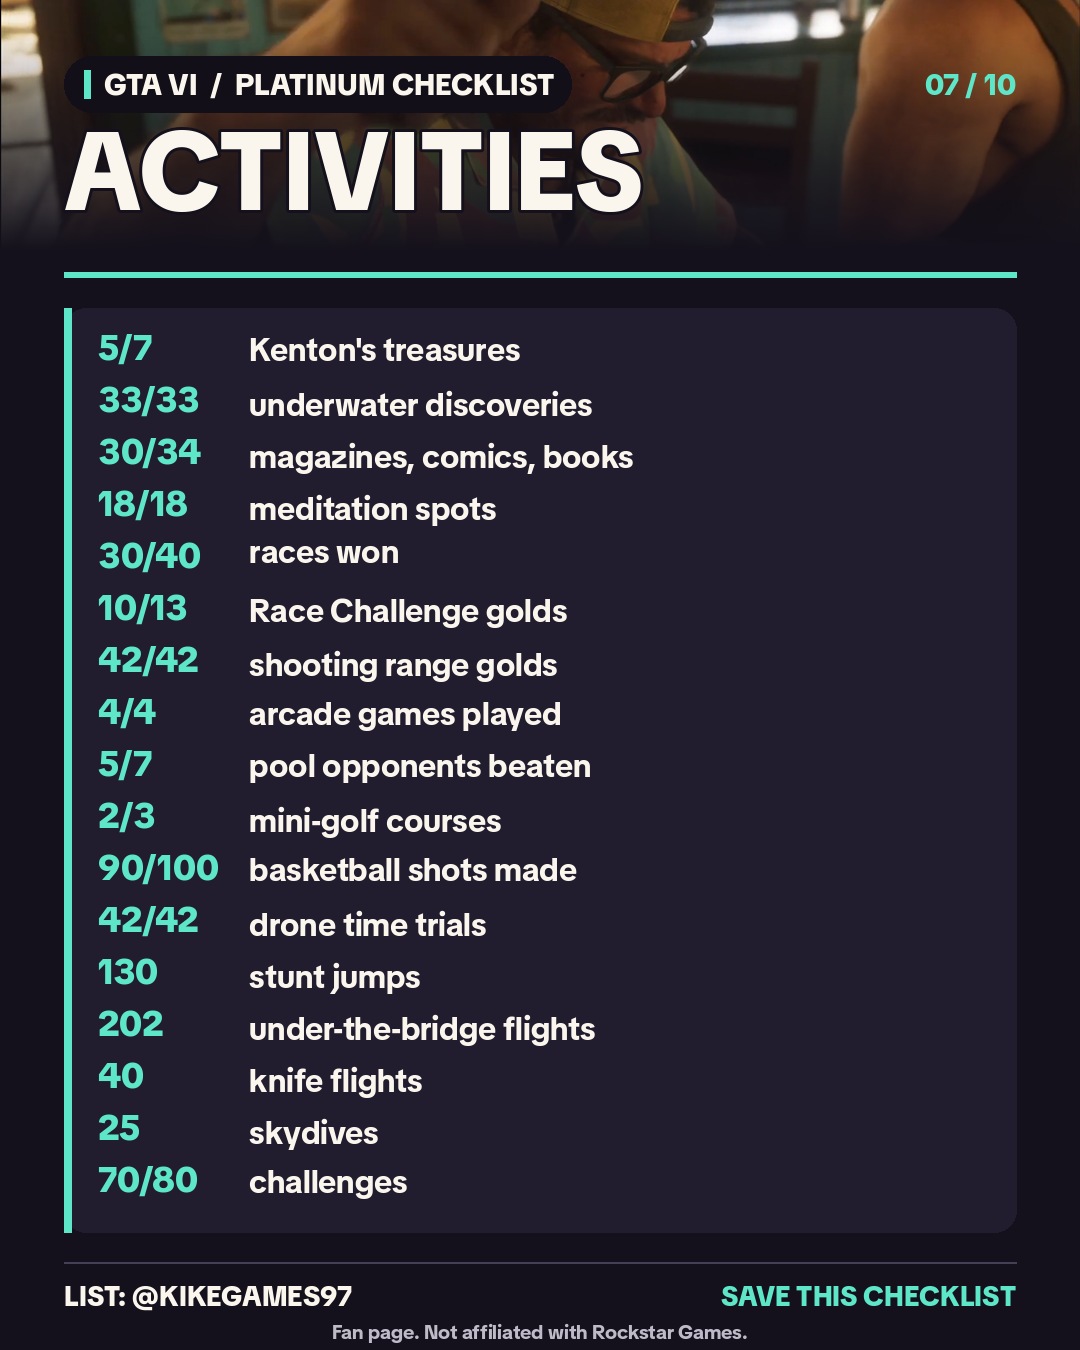 GTA VI / PLATINUM CHECKLIST
07 / 10
ACTIVITIES
5/7 Kenton's treasures
33/33 underwater discoveries
30/34 magazines, comics, books
18/18 meditation spots
30/40 races won
10/13 Race Challenge golds
42/42 shooting range golds
4/4 arcade games played
5/7 pool opponents beaten
2/3 mini-golf courses
90/100 basketball shots made
42/42 drone time trials
130 stunt jumps
202 under-the-bridge flights
40 knife flights
25 skydives
70/80 challenges
LIST: @KIKEGAMES97
SAVE THIS CHECKLIST
Fan page. Not affiliated with Rockstar Games.